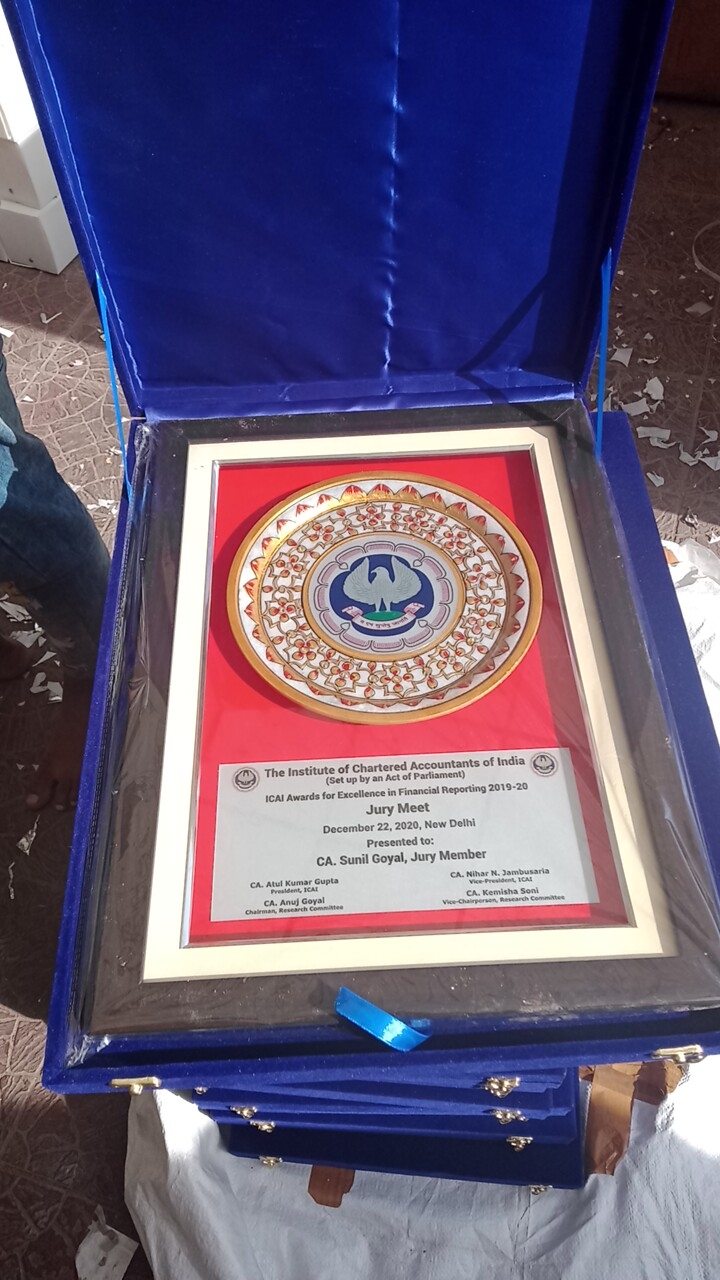 The Institute of Chartered Accountants of India
(Set up by an Act of Parliament)
ICAI Awards for Excellence in Financial Reporting 2019-20
Jury Meet
December 22, 2020, New Delhi
Presented to:
CA. Sunil Goyal, Jury Member
CA. Atul Kumar Gupta
President, ICAI
CA. Nihar N. Jambusaria
Vice-President, ICAI
CA. Anuj Goyal
Chairman, Research Committee
CA. Kemisha Soni
Vice-Chairperson, Research Committee